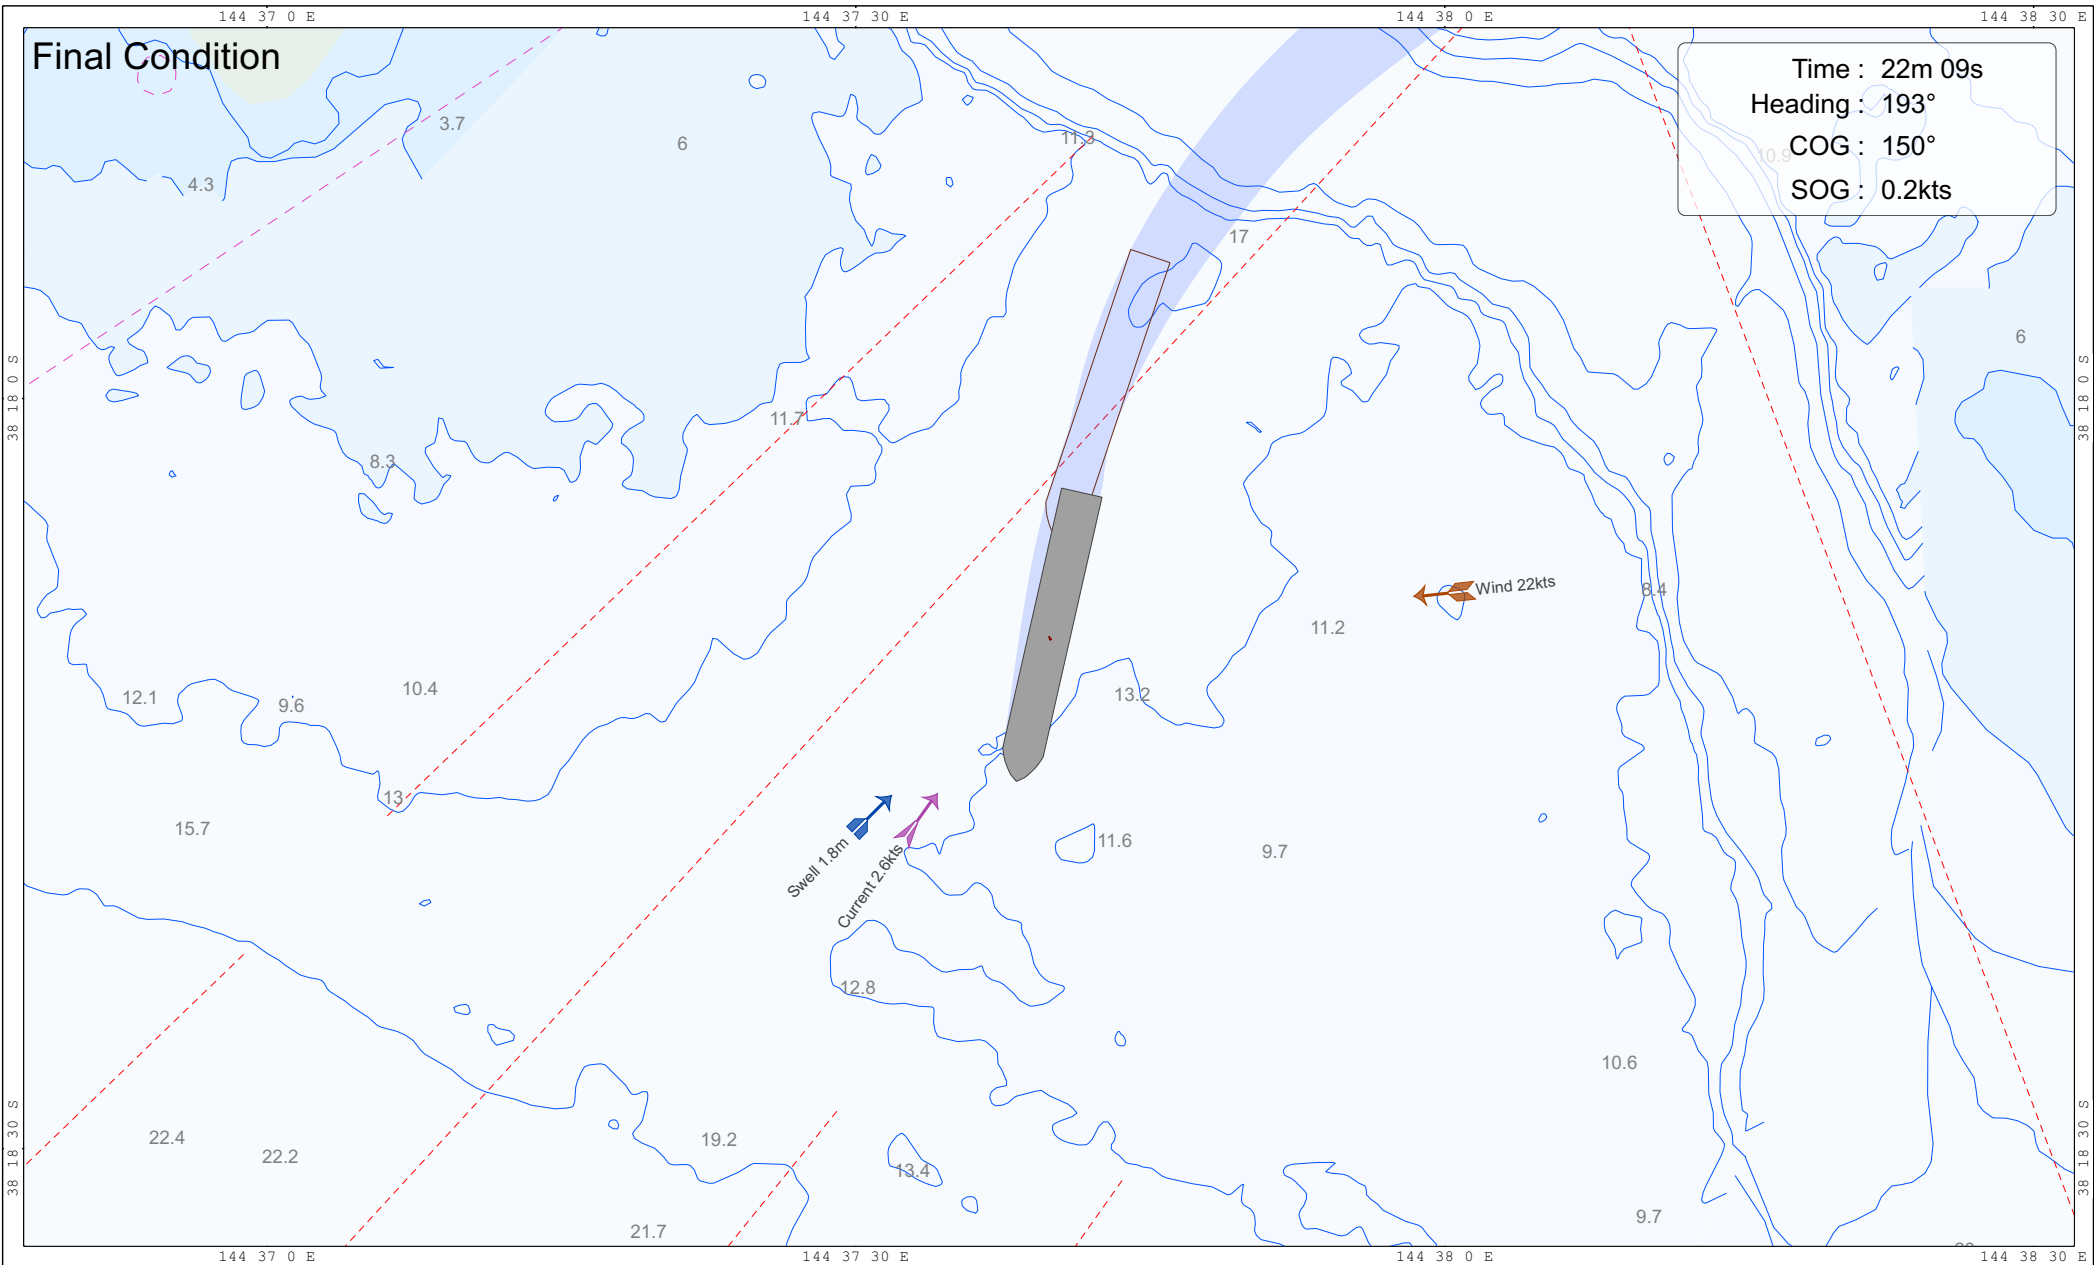 144 37 0 E
144 37 30 E
144 38 0 E
144 38 30 E
Final Condition
Time : 22m 09s
Heading : 193°
COG : 150°
SOG : 0.2kts
3.7
6
11.3
10.9
4.3
17
6
38 18 0 S
38 18 0 S
11.7
8.3
Wind 22kts
8.4
11.2
12.1
9.6
10.4
13.2
13
15.7
Swell 1.8m
Current 2.6kts
11.6
9.7
12.8
10.6
38 18 30 S
38 18 30 S
22.4
22.2
19.2
13.4
9.7
21.7
144 37 0 E
144 37 30 E
144 38 0 E
144 38 30 E